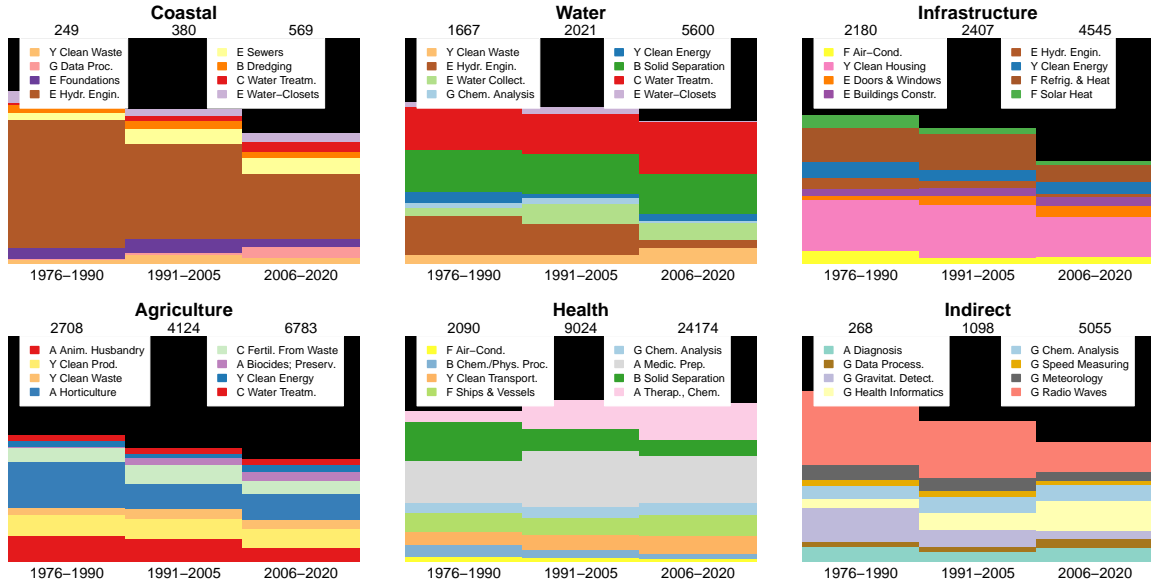 Coastal
249 380 569
Y Clean Waste
G Data Proc.
E Foundations
E Hydr. Engin.
E Sewers
B Dredging
C Water Treatm.
E Water−Closets
1976−1990 1991−2005 2006−2020
Water
1667 2021 5600
Y Clean Waste
E Hydr. Engin.
E Water Collect.
G Chem. Analysis
Y Clean Energy
B Solid Separation
C Water Treatm.
E Water−Closets
1976−1990 1991−2005 2006−2020
Infrastructure
2180 2407 4545
F Air−Cond.
Y Clean Housing
E Doors & Windows
E Buildings Constr.
E Hydr. Engin.
Y Clean Energy
F Refrig. & Heat
F Solar Heat
1976−1990 1991−2005 2006−2020
Agriculture
2708 4124 6783
A Anim. Husbandry
Y Clean Prod.
Y Clean Waste
A Horticulture
C Fertil. From Waste
A Biocides; Preserv.
Y Clean Energy
C Water Treatm.
1976−1990 1991−2005 2006−2020
Health
2090 9024 24174
F Air−Cond.
B Chem./Phys. Proc.
Y Clean Transport.
F Ships & Vessels
G Chem. Analysis
A Medic. Prep.
B Solid Separation
A Therap., Chem.
1976−1990 1991−2005 2006−2020
Indirect
268 1098 5055
A Diagnosis
G Data Process.
G Gravitat. Detect.
G Health Informatics
G Chem. Analysis
G Speed Measuring
G Meteorology
G Radio Waves
1976−1990 1991−2005 2006−2020